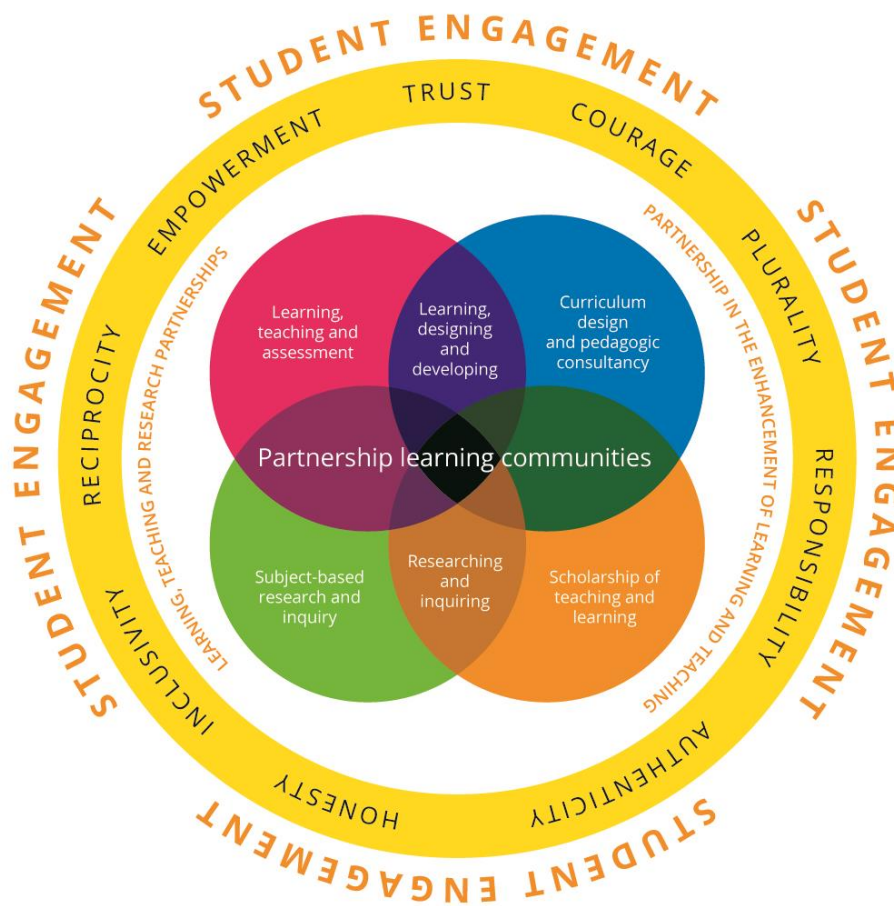 STUDENT ENGAGEMENT
STUDENT ENGAGEMENT
STUDENT ENGAGEMENT
STUDENT ENGAGEMENT
TRUST
COURAGE
PLURALITY
RESPONSIBILITY
AUTHENTICITY
HONESTY
INCLUSIVITY
RECIPROCITY
EMPOWERMENT
LEARNING, TEACHING AND RESEARCH PARTNERSHIPS
PARTNERSHIP IN THE ENHANCEMENT OF LEARNING AND TEACHING
Learning,
teaching and
assessment
Learning,
designing
and
developing
Curriculum
design
and pedagogic
consultancy
Partnership learning communities
Subject-based
research and
inquiry
Researching
and
inquiring
Scholarship of
teaching and
learning